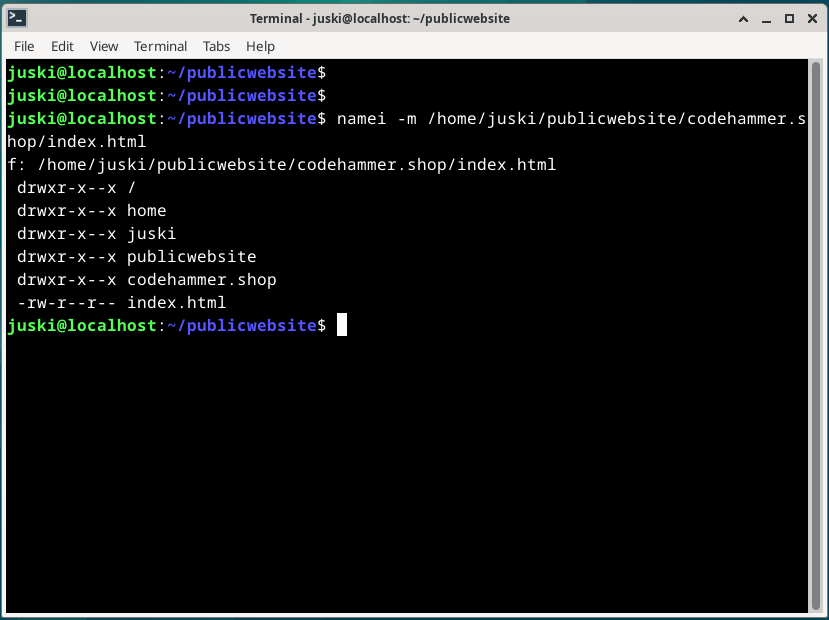 Terminal - juski@localhost: ~/publicwebsite
File Edit View Terminal Tabs Help
juski@localhost:~/publicwebsite$
juski@localhost:~/publicwebsite$
juski@localhost:~/publicwebsite$ namei -m /home/juski/publicwebsite/codehammer.s
hop/index.html
f: /home/juski/publicwebsite/codehammer.shop/index.html
 drwxr-x--x /
 drwxr-x--x home
 drwxr-x--x juski
 drwxr-x--x publicwebsite
 drwxr-x--x codehammer.shop
 -rw-r--r-- index.html
juski@localhost:~/publicwebsite$